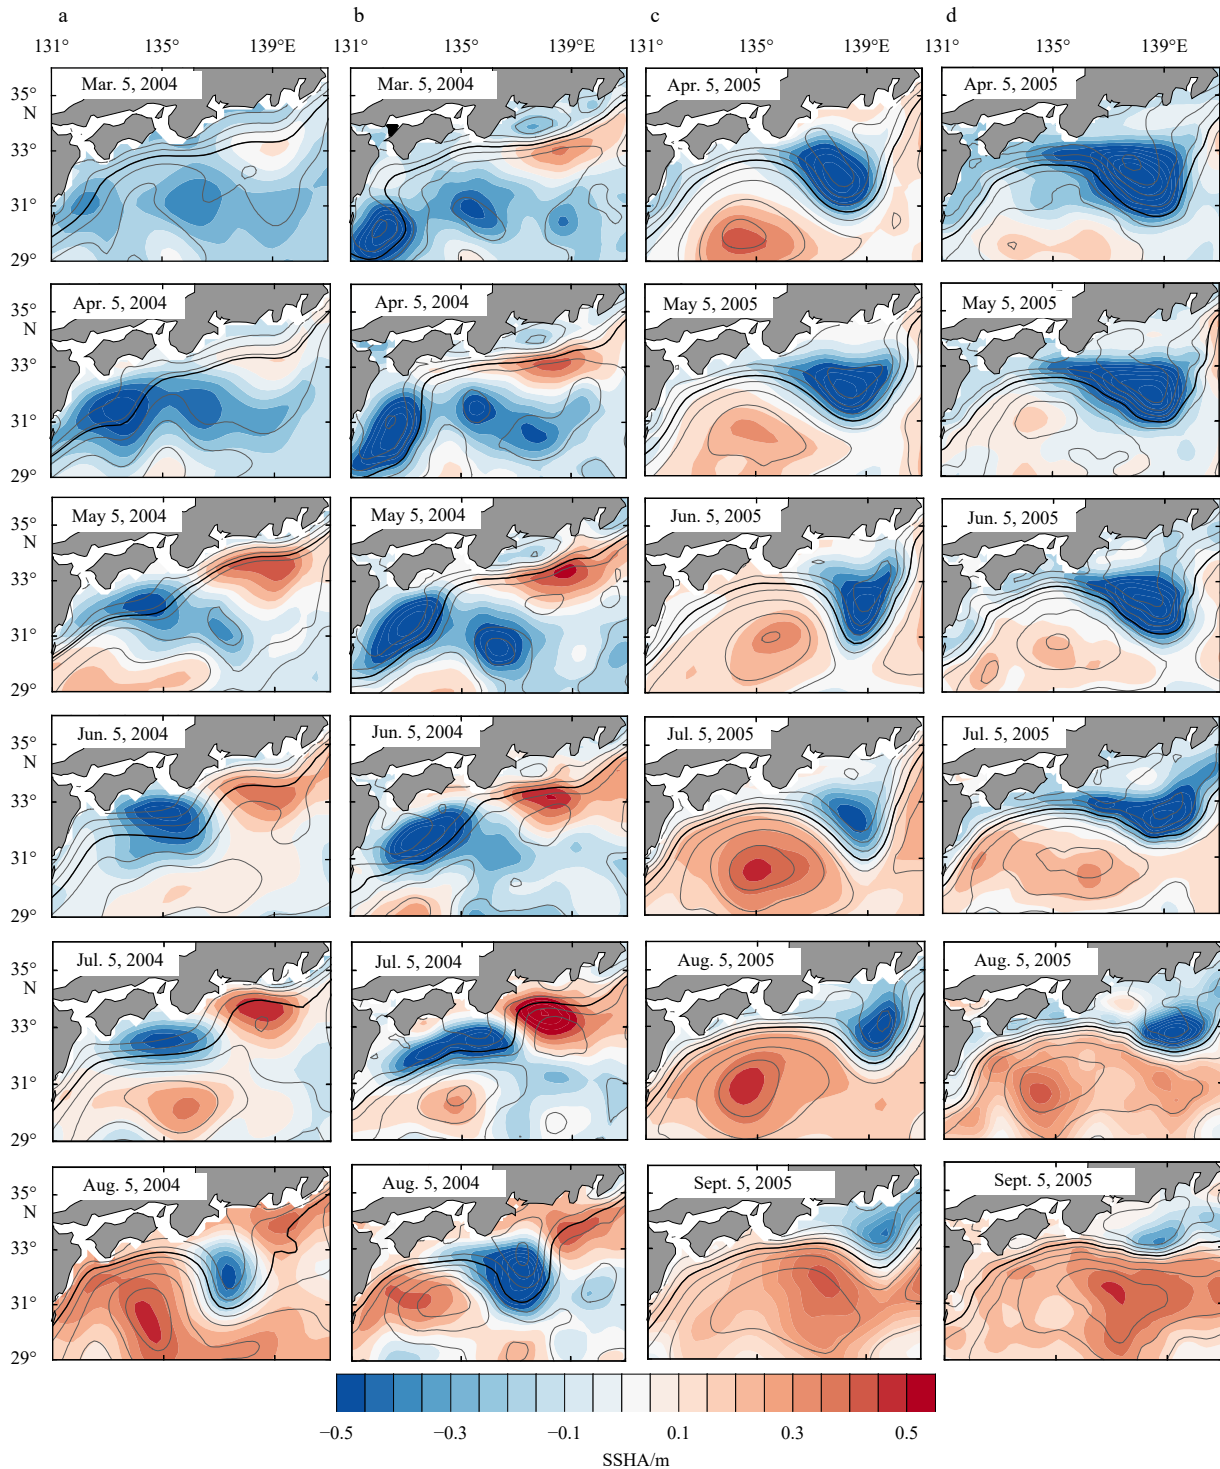 a b c d
131° 135° 139°E 131° 135° 139°E 131° 135° 139°E 131° 135° 139°E
Mar. 5, 2004 Mar. 5, 2004 Apr. 5, 2005 Apr. 5, 2005
35°
N
33°
31°
29°
Apr. 5, 2004 Apr. 5, 2004 May 5, 2005 May 5, 2005
35°
N
33°
31°
29°
May 5, 2004 May 5, 2004 Jun. 5, 2005 Jun. 5, 2005
35°
N
33°
31°
29°
Jun. 5, 2004 Jun. 5, 2004 Jul. 5, 2005 Jul. 5, 2005
35°
N
33°
31°
29°
Jul. 5, 2004 Jul. 5, 2004 Aug. 5, 2005 Aug. 5, 2005
35°
N
33°
31°
29°
Aug. 5, 2004 Aug. 5, 2004 Sept. 5, 2005 Sept. 5, 2005
35°
N
33°
31°
29°
−0.5 −0.3 −0.1 0.1 0.3 0.5
SSHA/m